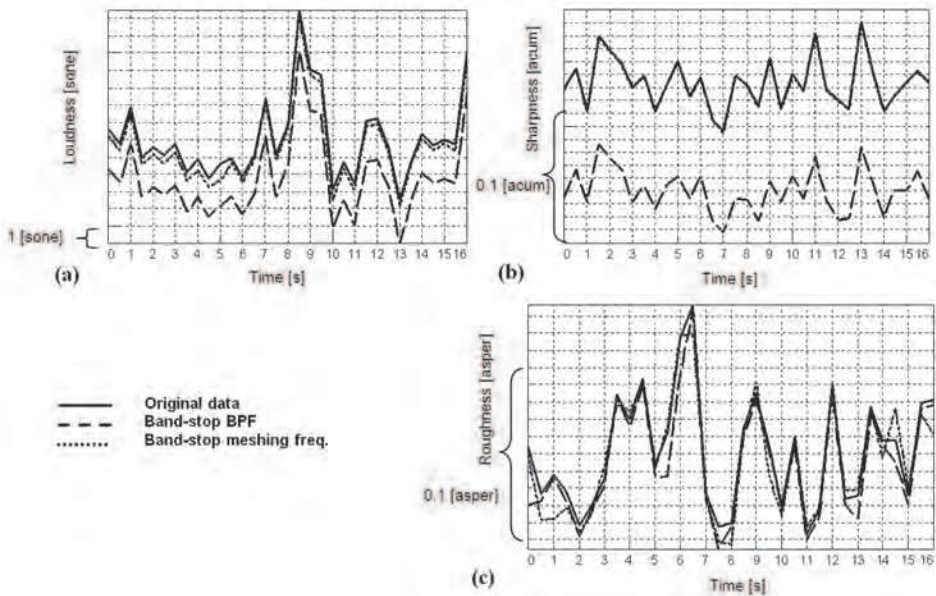 Loudness [sone]
1 [sone]
0 1 2 3 4 5 6 7 8 9 10 11 12 13 14 15 16
Time [s]
(a)
Sharpness [acum]
0.1 [acum]
0 1 2 3 4 5 6 7 8 9 10 11 12 13 14 15 16
Time [s]
(b)
Original data
Band-stop BPF
Band-stop meshing freq.
Roughness [asper]
0.1 [asper]
0 1 2 3 4 5 6 7 8 9 10 11 12 13 14 15 16
Time [s]
(c)